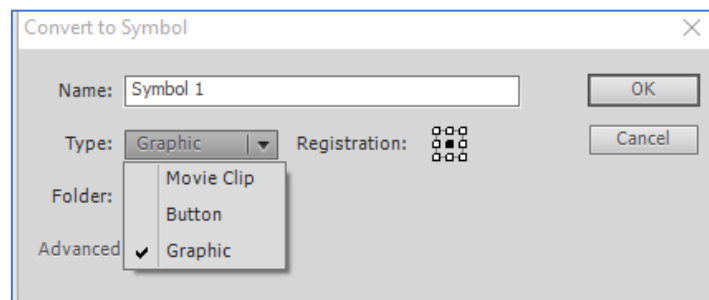 Convert to Symbol
Name: Symbol 1 OK
Type: Graphic Registration: Cancel
Movie Clip
Folder:
Button
Advanced
Graphic